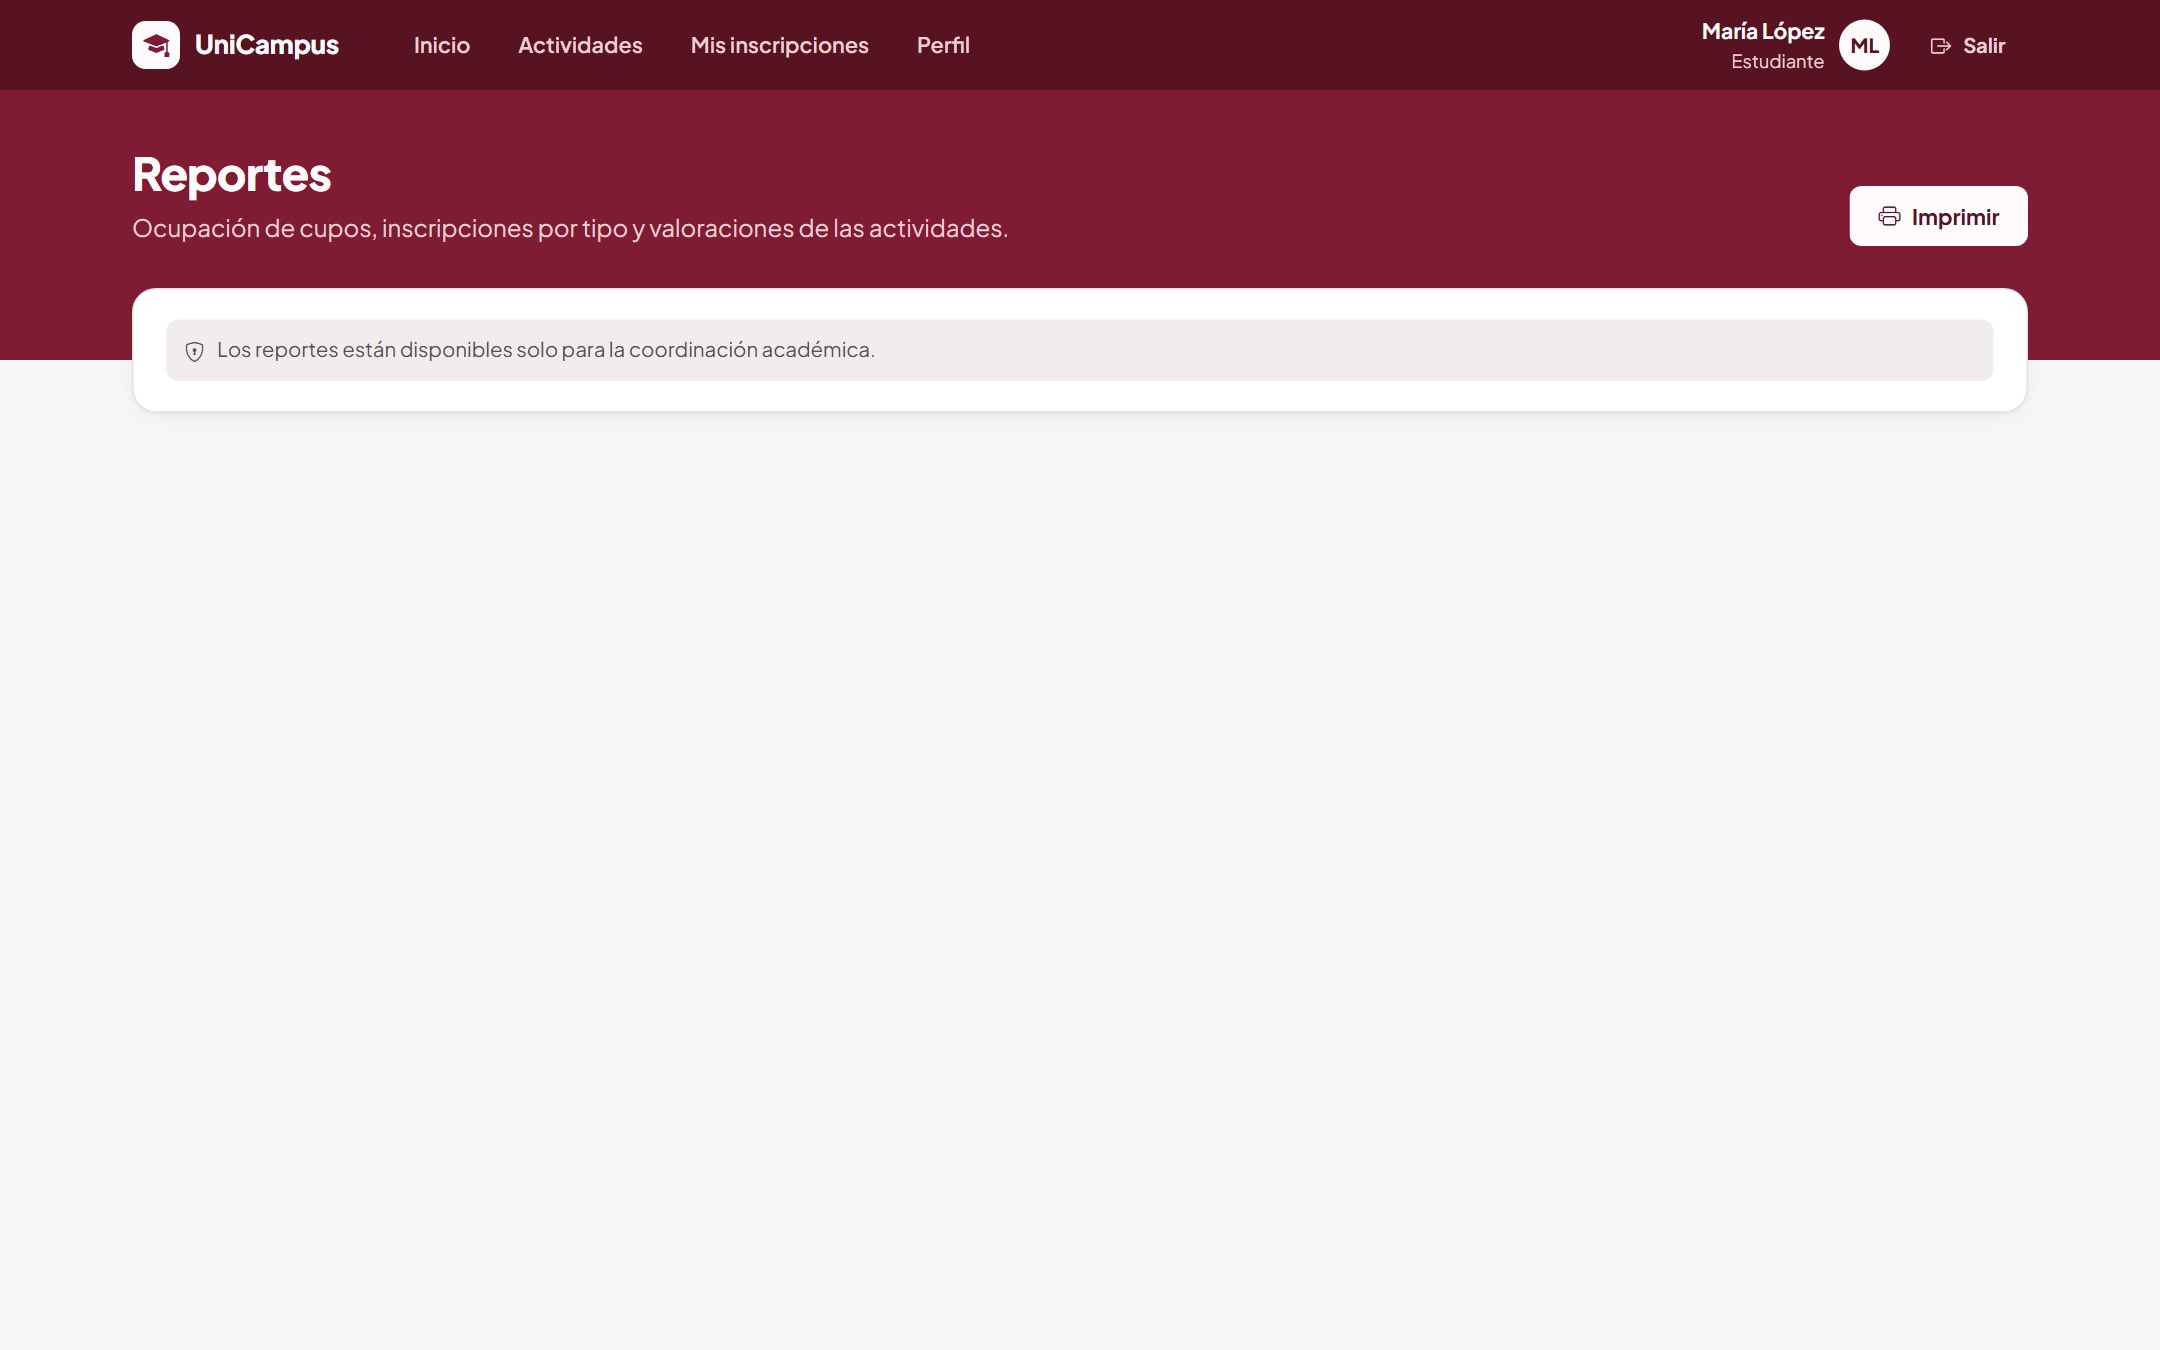 UniCampus
Inicio
Actividades
Mis inscripciones
Perfil
María López
Estudiante
ML
Salir
Reportes
Ocupación de cupos, inscripciones por tipo y valoraciones de las actividades.
Imprimir
Los reportes están disponibles solo para la coordinación académica.